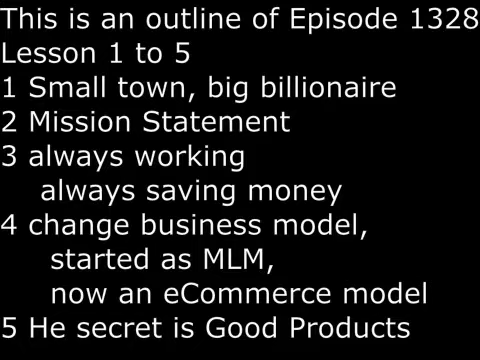 This is an outline of Episode 1328
Lesson 1 to 5
1 Small town, big billionaire
2 Mission Statement
3 always working
always saving money
4 change business model,
started as MLM,
now an eCommerce model
5 He secret is Good Products